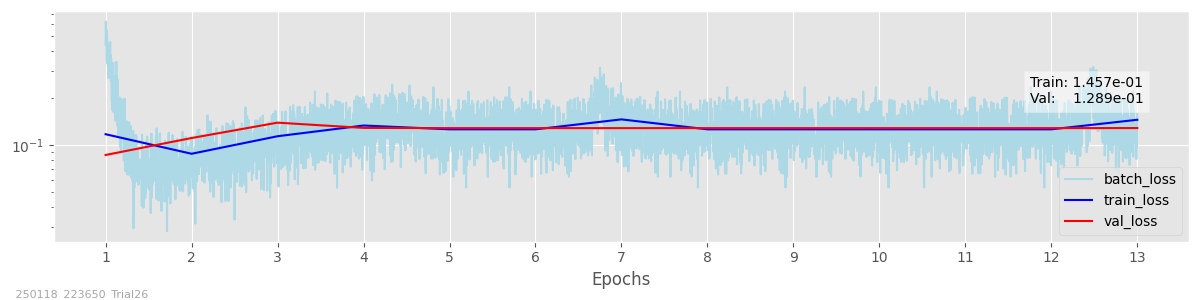 Train: 1.457e-01
Val: 1.289e-01
10⁻¹
batch_loss
train_loss
val_loss
1 2 3 4 5 6 7 8 9 10 11 12 13
Epochs
250118_223650_Trial26